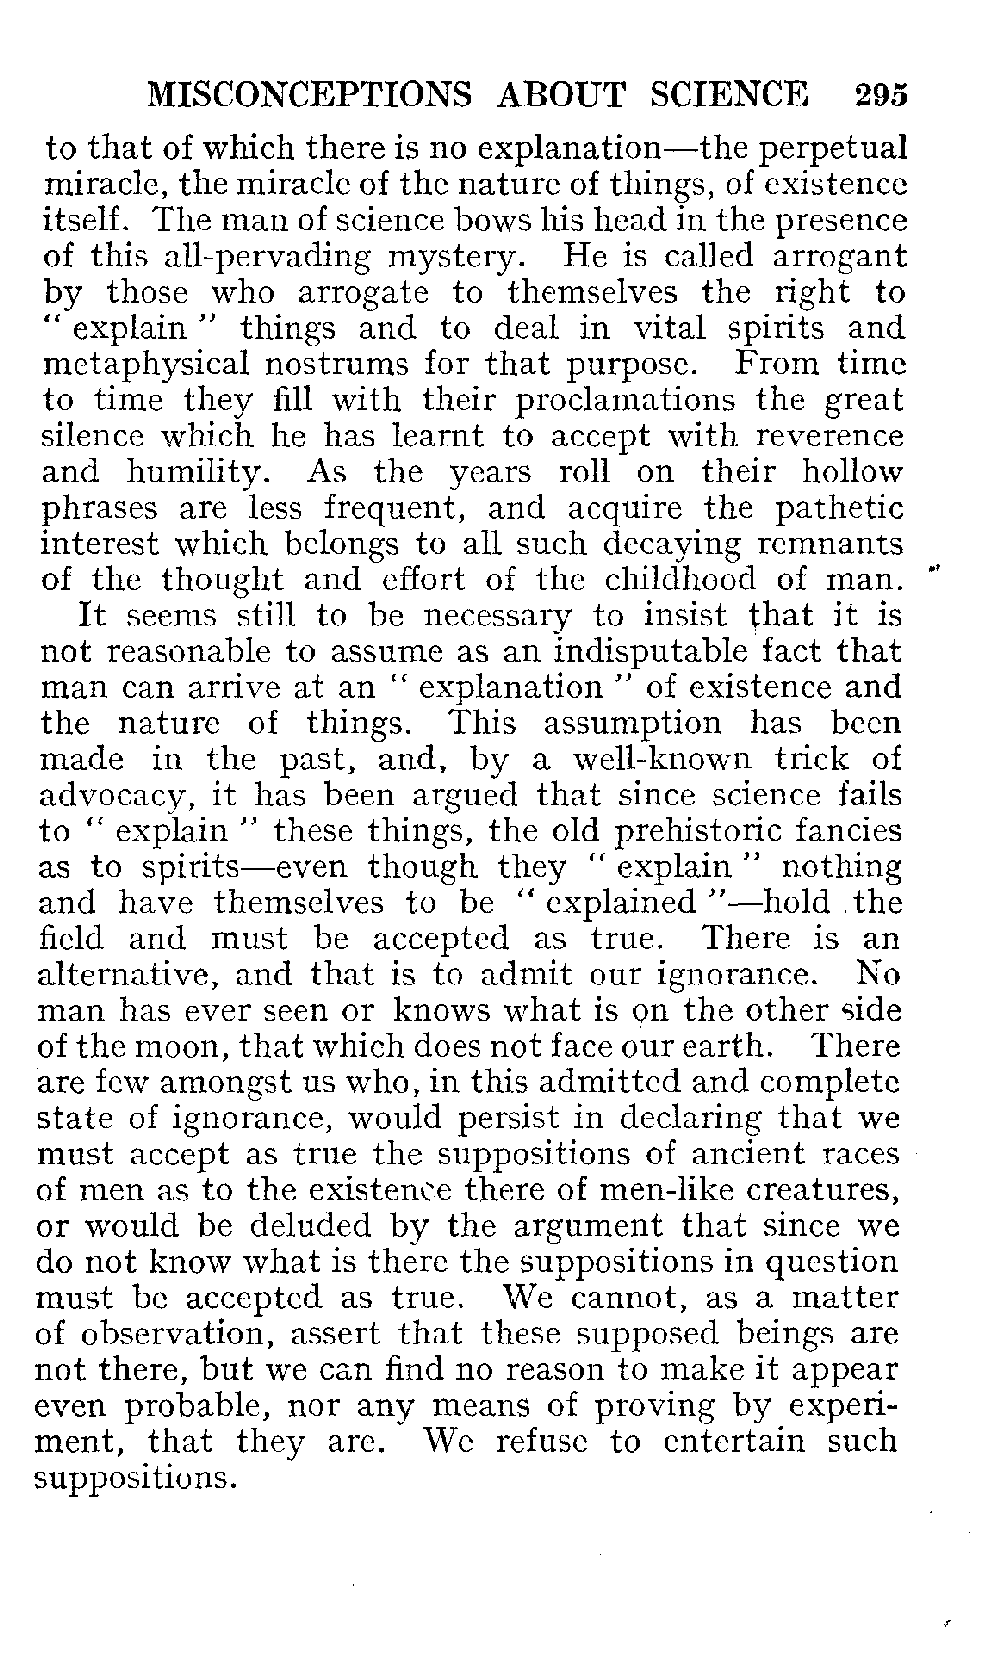 MISCONCEPTIONS ABOUT SCIENCE 295
to that of which there is no explanation—the perpetual
miracle, the miracle of the nature of things, of existence
itself. The man of science bows his head in the presence
of this all-pervading mystery. He is called arrogant
by those who arrogate to themselves the right to
“ explain ” things and to deal in vital spirits and
metaphysical nostrums for that purpose. From time
to time they fill with their proclamations the great
silence which he has learnt to accept with reverence
and humility. As the years roll on their hollow
phrases are less frequent, and acquire the pathetic
interest which belongs to all such decaying remnants
of the thought and effort of the childhood of man.
It seems still to be necessary to insist that it is
not reasonable to assume as an indisputable fact that
man can arrive at an “ explanation ” of existence and
the nature of things. This assumption has been
made in the past, and, by a well-known trick of
advocacy, it has been argued that since science fails
to “ explain ” these things, the old prehistoric fancies
as to spirits—even though they “ explain ” nothing
and have themselves to be “ explained ”—hold the
field and must be accepted as true. There is an
alternative, and that is to admit our ignorance. No
man has ever seen or knows what is on the other side
of the moon, that which does not face our earth. There
are few amongst us who, in this admitted and complete
state of ignorance, would persist in declaring that we
must accept as true the suppositions of ancient races
of men as to the existence there of men-like creatures,
or would be deluded by the argument that since we
do not know what is there the suppositions in question
must be accepted as true. We cannot, as a matter
of observation, assert that these supposed beings are
not there, but we can find no reason to make it appear
even probable, nor any means of proving by experi-
ment, that they are. We refuse to entertain such
suppositions.